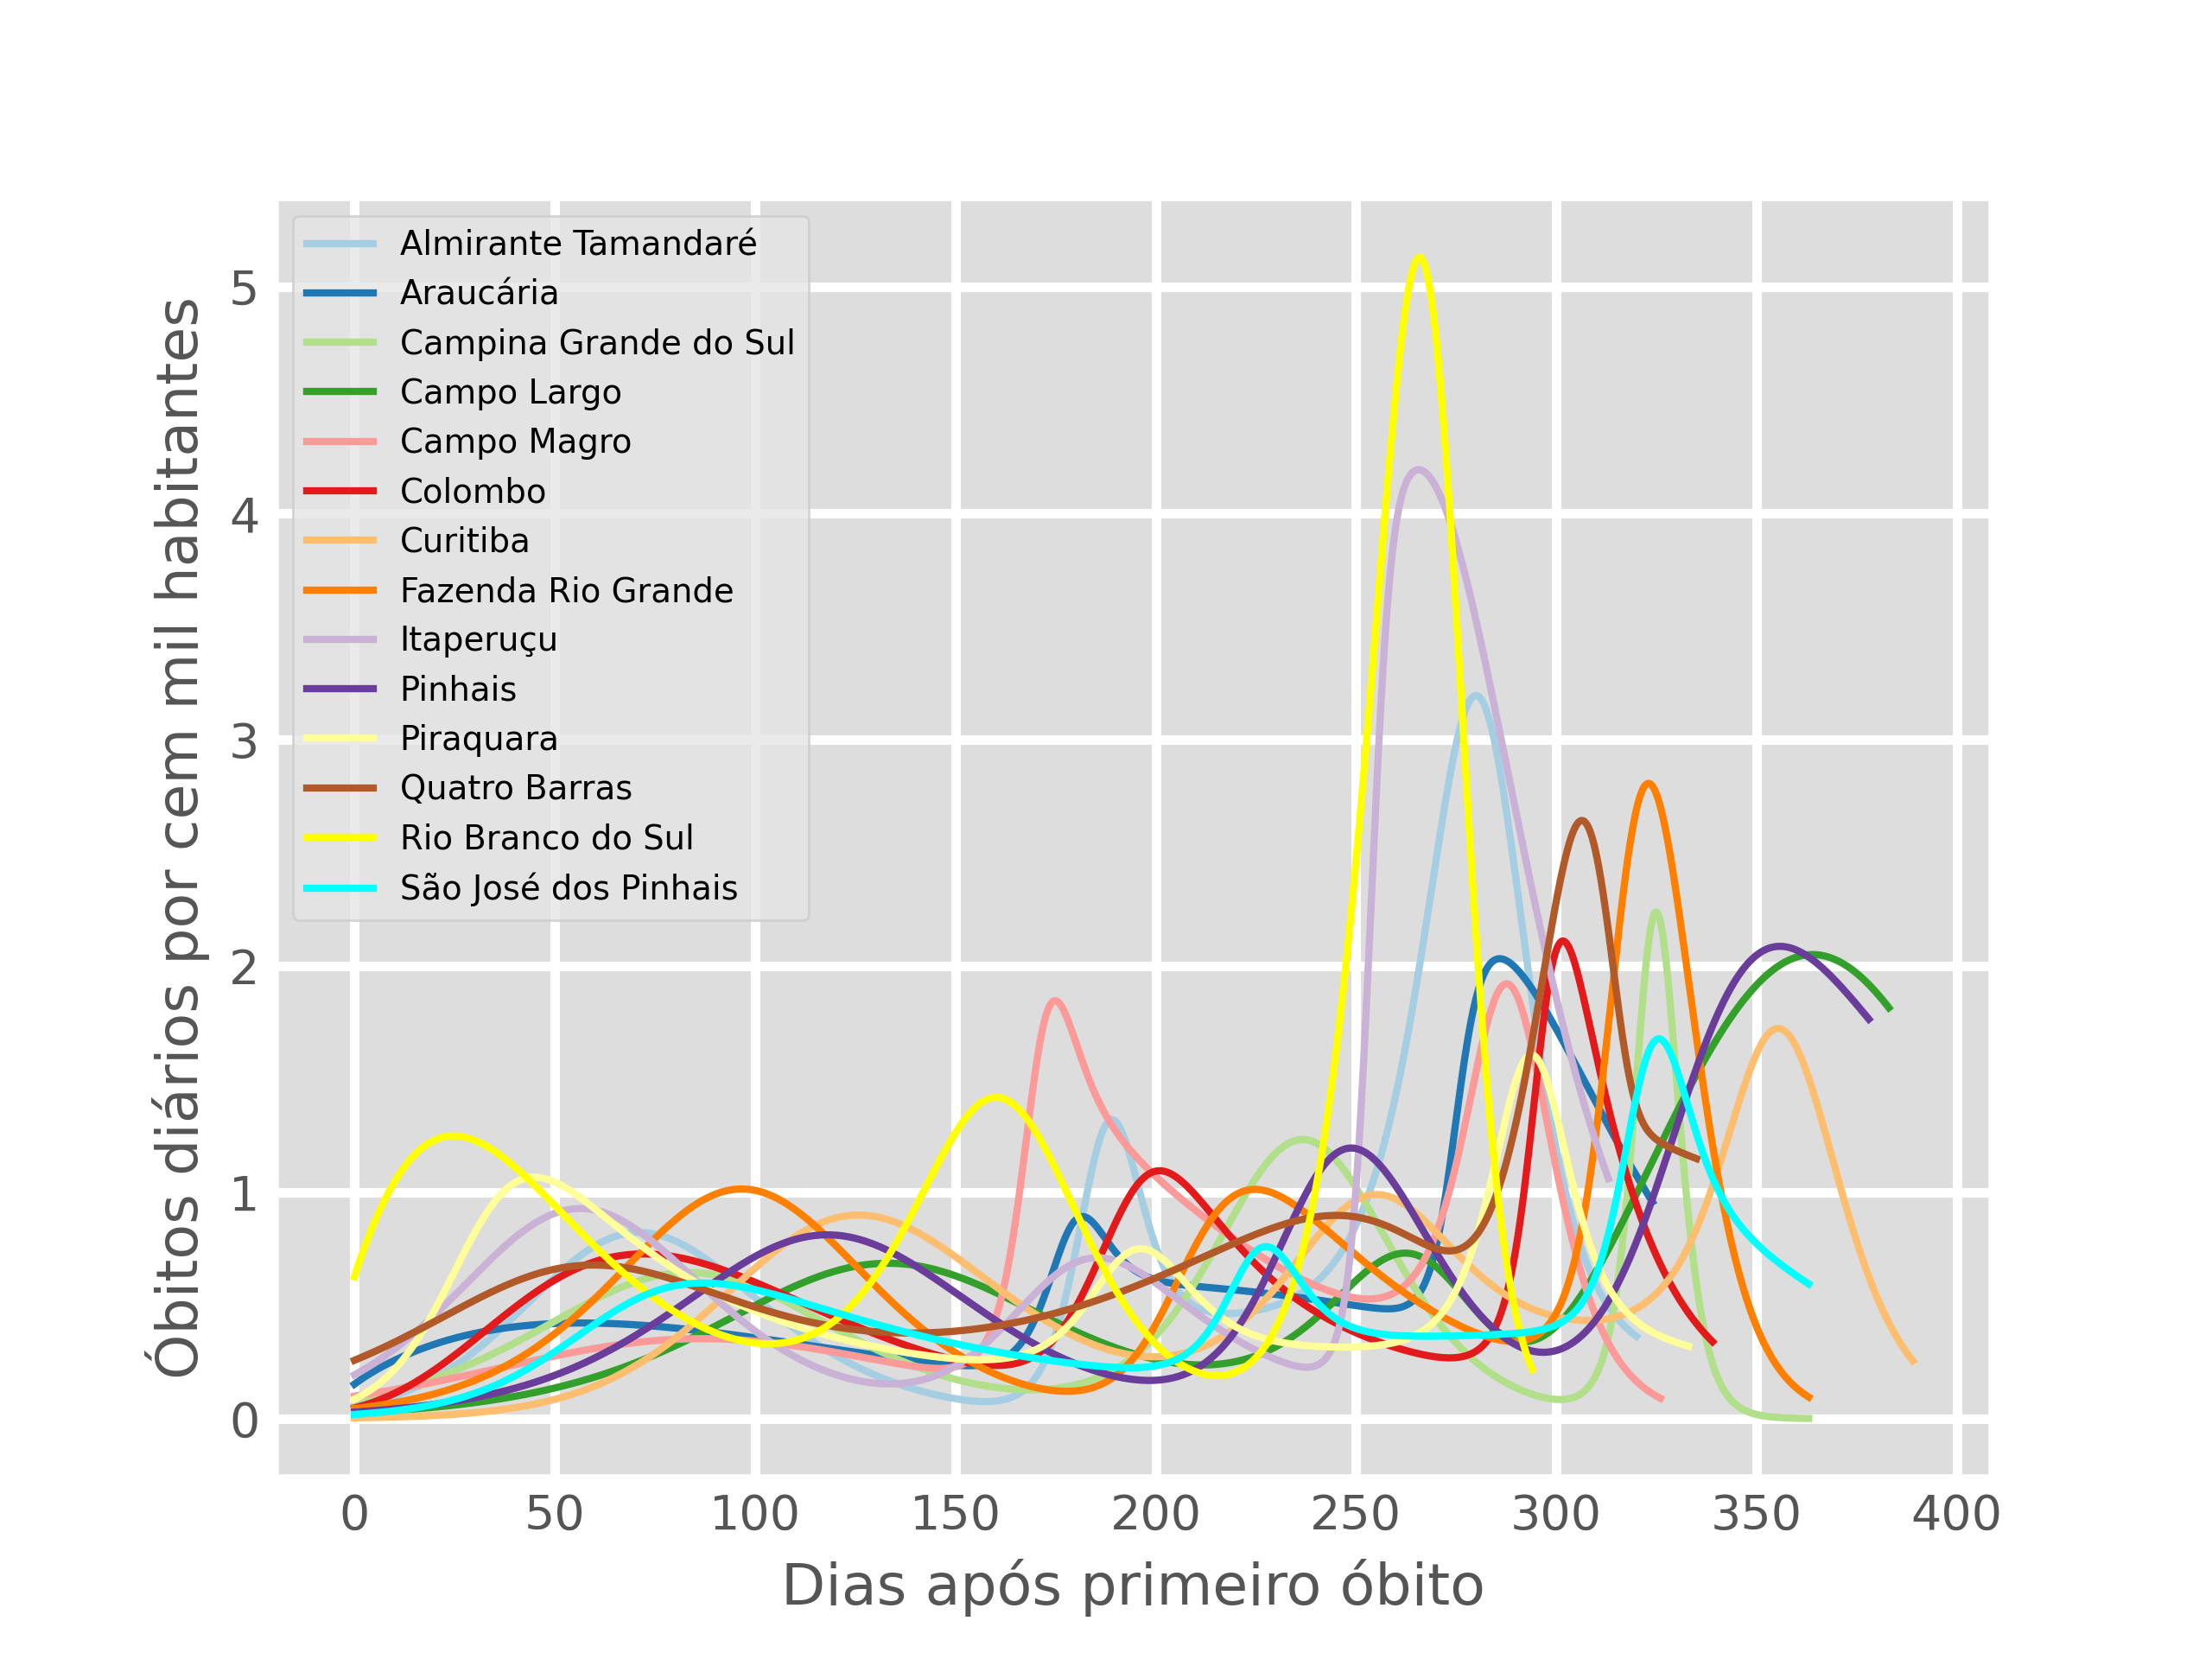 Almirante Tamandaré
Araucária
Campina Grande do Sul
Campo Largo
Campo Magro
Colombo
Curitiba
Fazenda Rio Grande
Itaperuçu
Pinhais
Piraquara
Quatro Barras
Rio Branco do Sul
São José dos Pinhais
Óbitos diários por cem mil habitantes
5
4
3
2
1
0
0 50 100 150 200 250 300 350 400
Dias após primeiro óbito